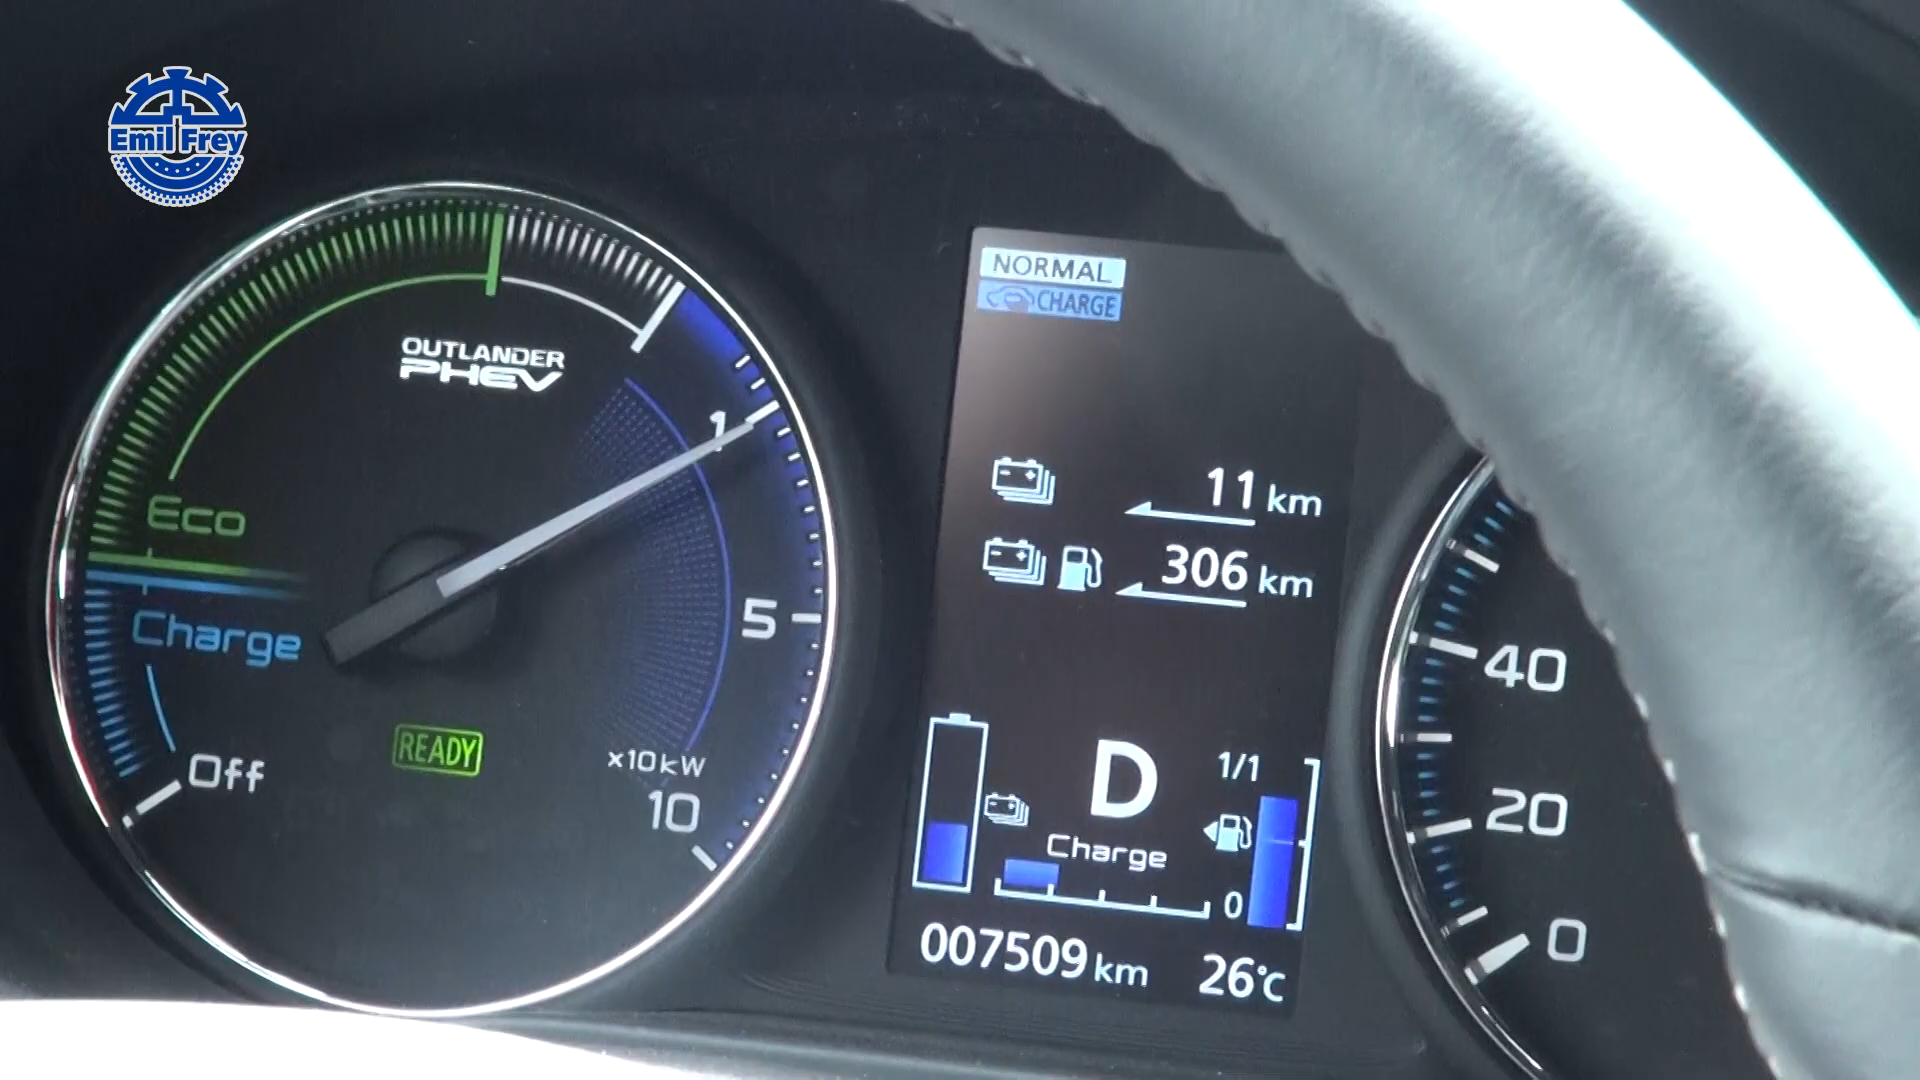 Emil Frey
OUTLANDER
PHEV
Eco
Charge
Off
READY
1
5
x10kW
10
NORMAL
CHARGE
11 km
306 km
D
Charge
1/1
0
007509 km
26°C
40
20
0